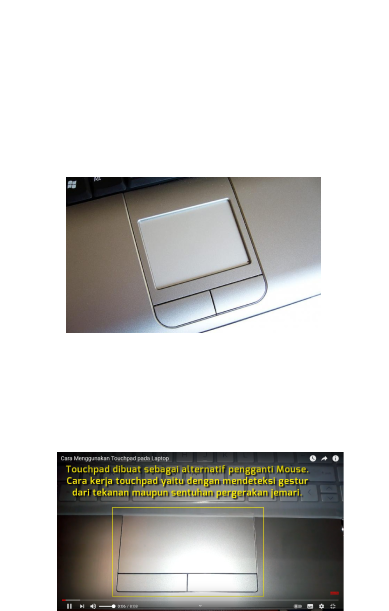 Alt
Cara Menggunakan Touchpad pada Laptop
Touchpad dibuat sebagai alternatif pengganti Mouse.
Cara kerja touchpad yaitu dengan mendeteksi gestur
dari tekanan maupun sentuhan pergerakan jemari.